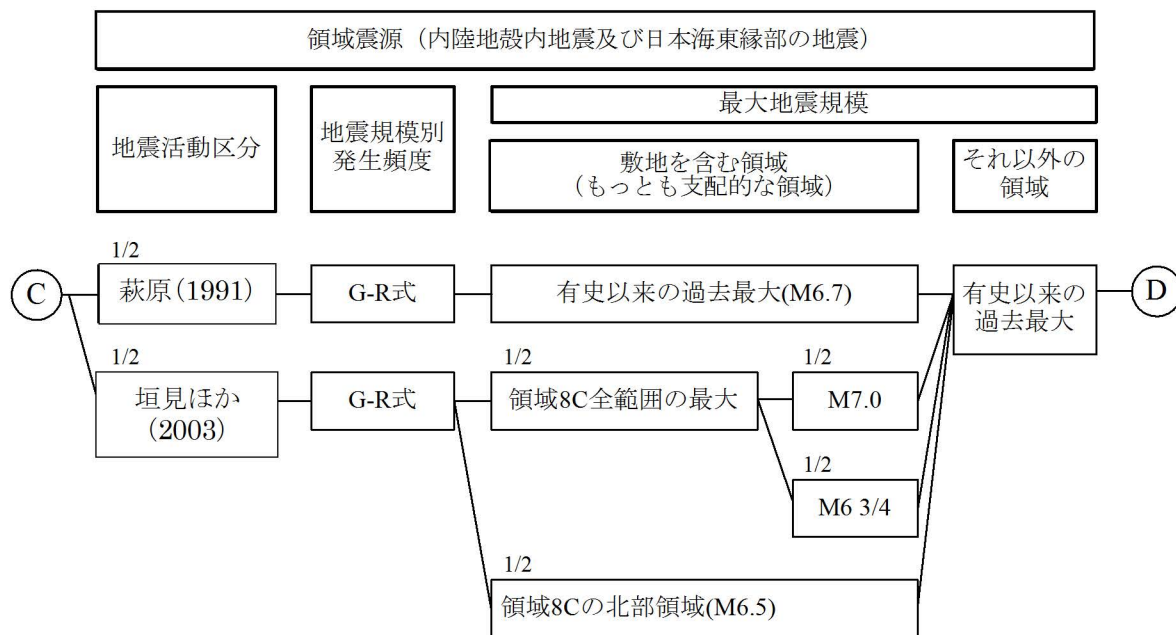 領域震源（内陸地殻内地震及び日本海東縁部の地震）
地震活動区分
地震規模別
発生頻度
最大地震規模
敷地を含む領域
（もっとも支配的な領域）
それ以外の
領域
C
1/2
萩原（1991）
G-R式
有史以来の過去最大(M6.7)
有史以来の
過去最大
D
1/2
垣見ほか
（2003）
G-R式
1/2
領域8C全範囲の最大
1/2
M7.0
1/2
M6 3/4
1/2
領域8Cの北部領域(M6.5)